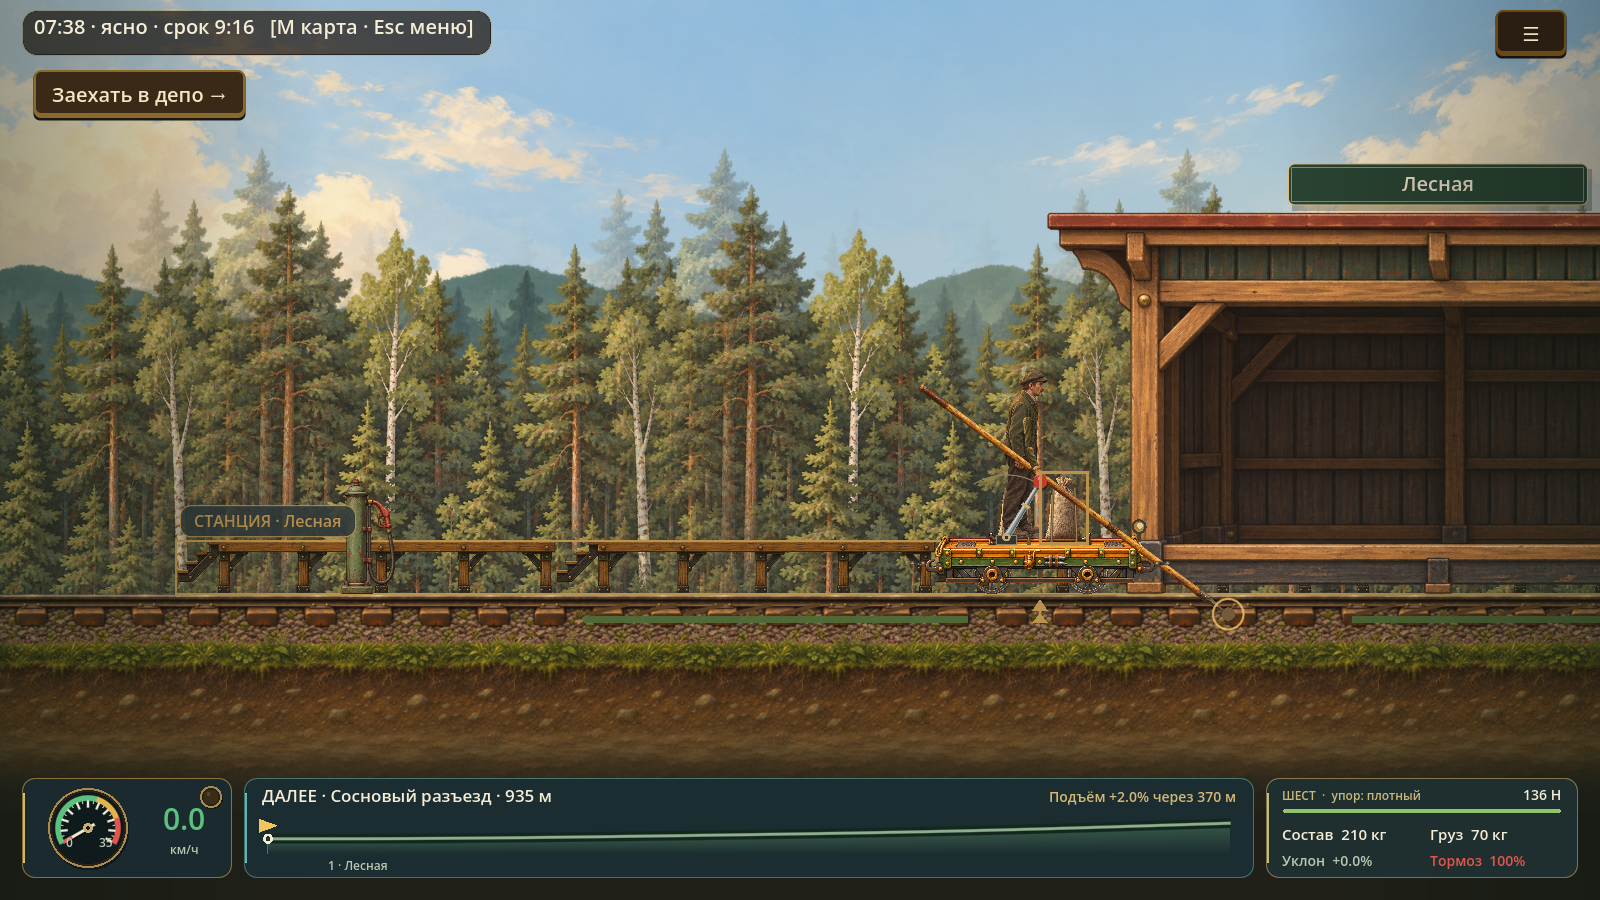 07:38 · ясно · срок 9:16 [М карта · Esc меню]
☰
Заехать в депо →
Лесная
СТАНЦИЯ · Лесная
0 35
0.0
км/ч
ДАЛЕЕ · Сосновый разъезд · 935 м
Подъём +2.0% через 370 м
1 · Лесная
ШЕСТ · упор: плотный 136 Н
Состав 210 кг Груз 70 кг
Уклон +0.0% Тормоз 100%